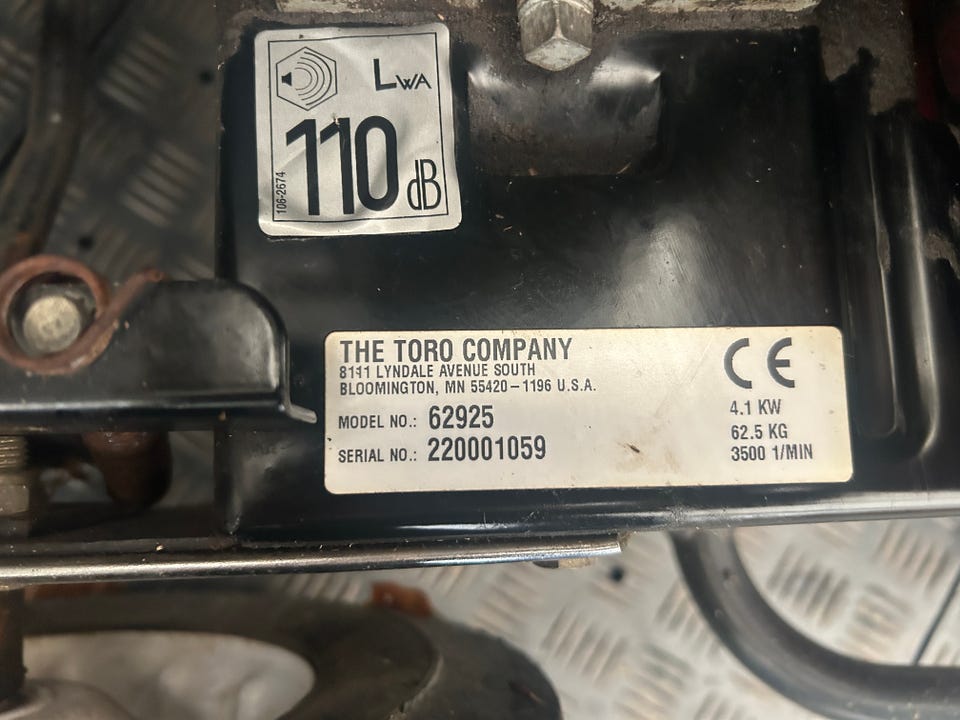 LWA
110 dB
106-2674
THE TORO COMPANY
8111 LYNDALE AVENUE SOUTH
BLOOMINGTON, MN 55420-1196 U.S.A.
MODEL NO.: 62925
SERIAL NO.: 220001059
CE
4.1 KW
62.5 KG
3500 1/MIN